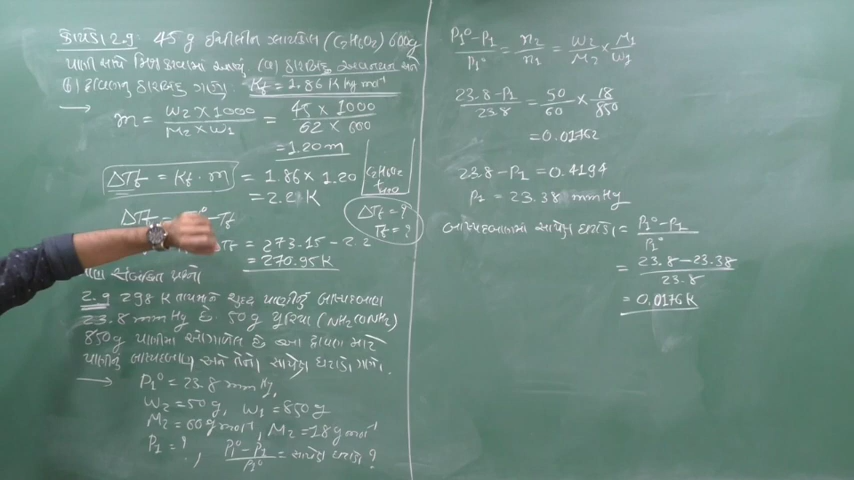 દાખલો 2.9: 45 g ઈથીલીન ગ્લાયકોલ (C2H6O2) 600g
પાણી સાથે મિશ્ર કરવામાં આવ્યું (a) ઠારબિંદુ અવનયન અને
(b) દ્રાવણનું ઠારબિંદુ ગણો. Kf = 1.86 K kg mol⁻¹
→ m = W2 × 1000 / M2 × W1 = 45 × 1000 / 62 × 600
= 1.20 m
ΔTf = Kf · m = 1.86 × 1.20
= 2.2 K
C2H6O2
ΔTf = ?
Tf = ?
ΔTf = ° - Tf
Tf = 273.15 - 2.2
= 270.95 K
2.9 298 K તાપમાને શુદ્ધ પાણીનું બાષ્પદબાણ
23.8 mm Hg છે. 50 g યુરિયા (NH2CONH2)
850 g પાણીમાં ઓગાળેલ છે આ દ્રાવણ માટે
પાણીનું બાષ્પદબાણ અને તેનો સાપેક્ષ ઘટાડો ગણો.
→ P1° = 23.8 mm Hg,
W2 = 50 g, W1 = 850 g
M2 = 60 g mol⁻¹, M2 = 18 g mol⁻¹
P1 = ? , P1° - P1 / P1° = સાપેક્ષ ઘટાડો ?
P1° - P1 / P1° = n2 / n1 = W2 / M2 × M1 / W1
23.8 - P1 / 23.8 = 50 / 60 × 18 / 850
= 0.01762
23.8 - P1 = 0.4194
P1 = 23.38 mm Hg
બાષ્પદબાણમાં સાપેક્ષ ઘટાડો = P1° - P1 / P1°
= 23.8 - 23.38 / 23.8
= 0.0176 K